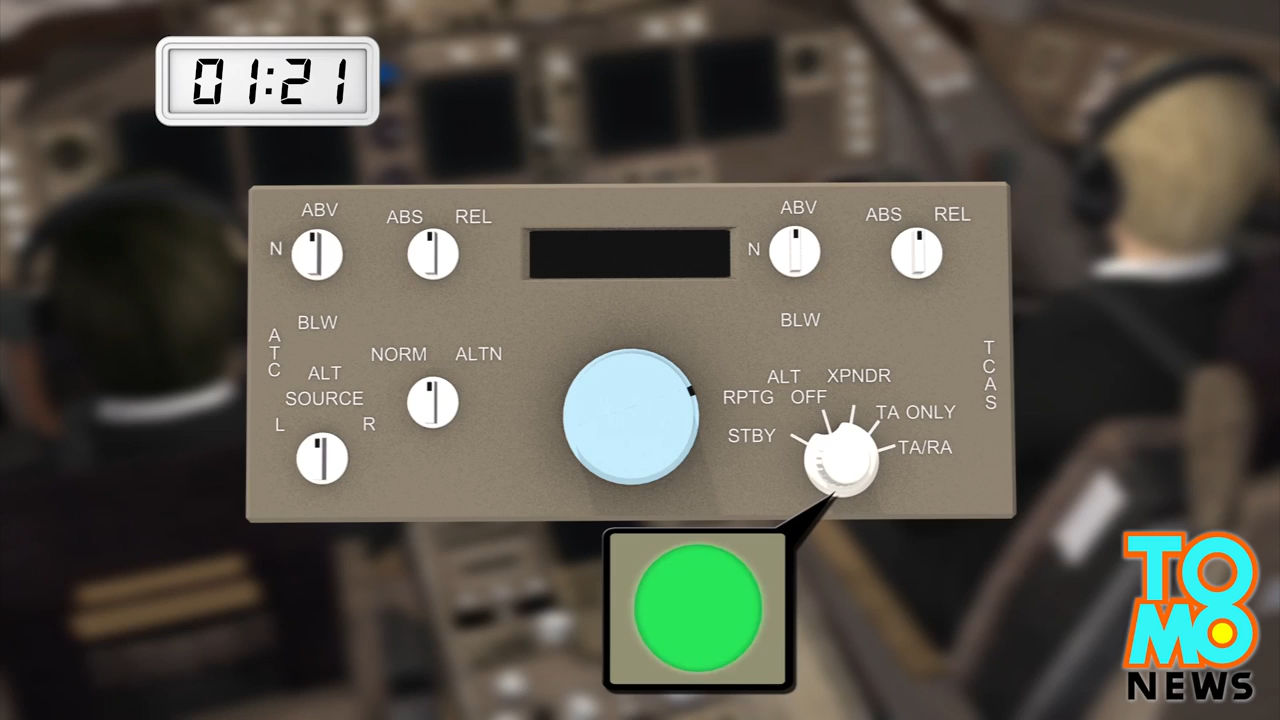 01:21
ABV
ABS REL
N
BLW
ATC
ALT
SOURCE
L R
NORM ALTN
ABV
ABS REL
N
BLW
ALT
RPTG OFF
XPNDR
STBY
TA ONLY
TA/RA
TCAS
TOMO
NEWS